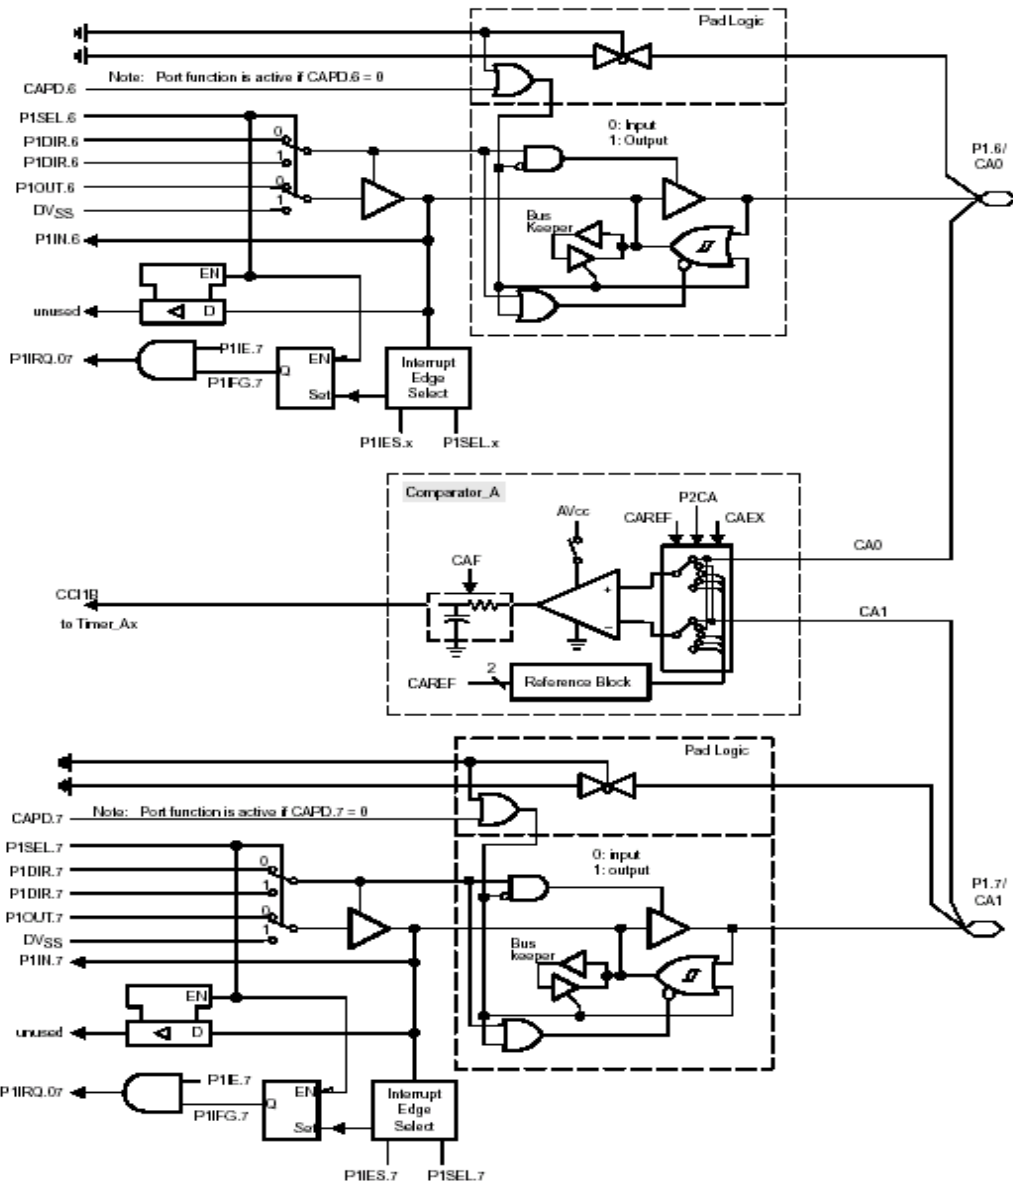 Pad Logic
Note: Port function is active if CAPD.6 = 0
CAPD.6
P1SEL.6
0
P1DIR.6
P1DIR.6
1
0: Input
1: Output
P1.6/
CA0
P1OUT.6
0
DVSS
1
P1IN.6
Bus
Keeper
EN
unused
D
P1IRQ.07
P1IE.7
P1IFG.7
EN
Q
Set
Interrupt
Edge
Select
P1IES.x
P1SEL.x
Comparator_A
P2CA
AVcc
CAREF
CAEX
CA0
CAF
CCI1B
to Timer_Ax
+
−
CA1
CAREF
2
Reference Block
Pad Logic
Note: Port function is active if CAPD.7 = 0
CAPD.7
P1SEL.7
0
P1DIR.7
P1DIR.7
1
0: input
1: output
P1.7/
CA1
P1OUT.7
0
DVSS
1
P1IN.7
Bus
keeper
EN
unused
D
P1IRQ.07
P1IE.7
P1IFG.7
EN
Q
Set
Interrupt
Edge
Select
P1IES.7
P1SEL.7